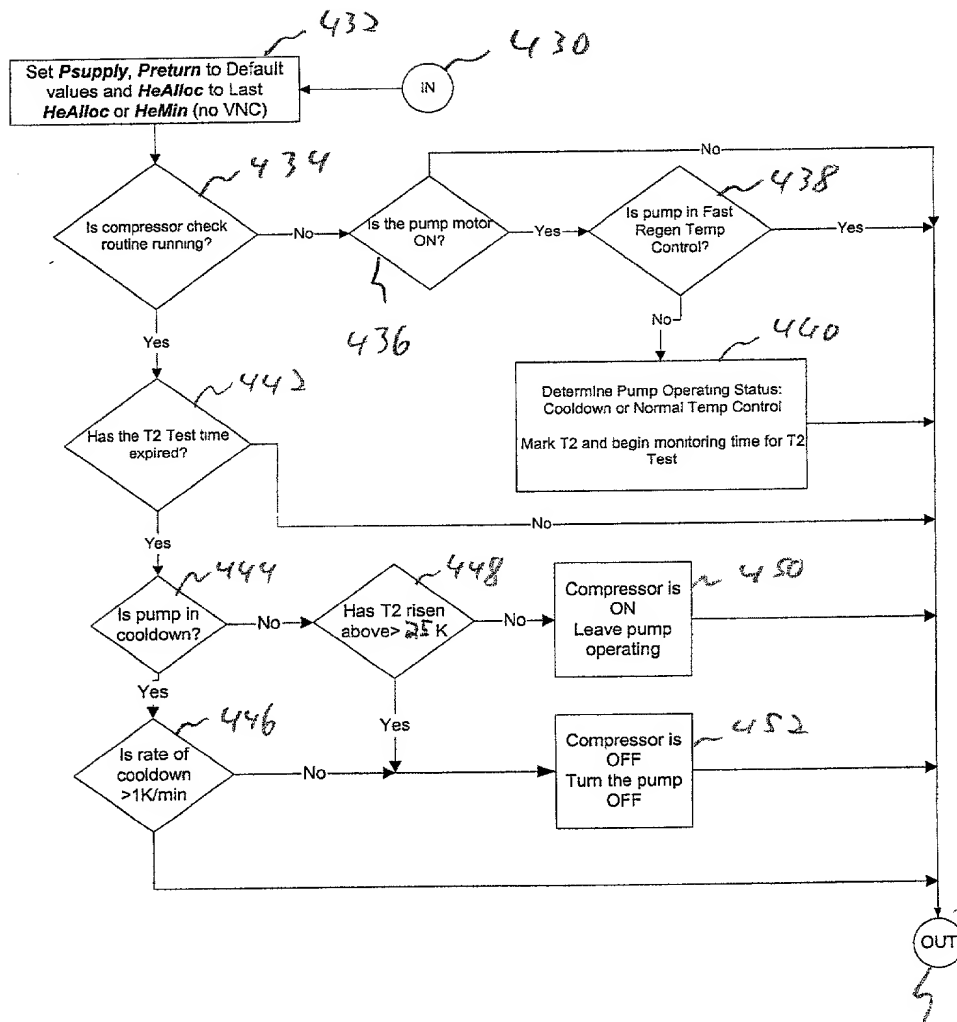 432
430
Set Psupply, Preturn to Default
values and HeAlloc to Last
HeAlloc or HeMin (no VNC)
IN
434
No
438
Is compressor check
routine running?
No
Is the pump motor
ON?
Yes
Is pump in Fast
Regen Temp
Control?
Yes
436
No
440
Yes
442
Determine Pump Operating Status:
Cooldown or Normal Temp Control
Mark T2 and begin monitoring time for T2
Test
Has the T2 Test time
expired?
No
Yes
444
448
450
Is pump in
cooldown?
No
Has T2 risen
above> 25 K
No
Compressor is
ON
Leave pump
operating
Yes
446
Yes
452
Is rate of
cooldown
>1K/min
No
Compressor is
OFF
Turn the pump
OFF
OUT